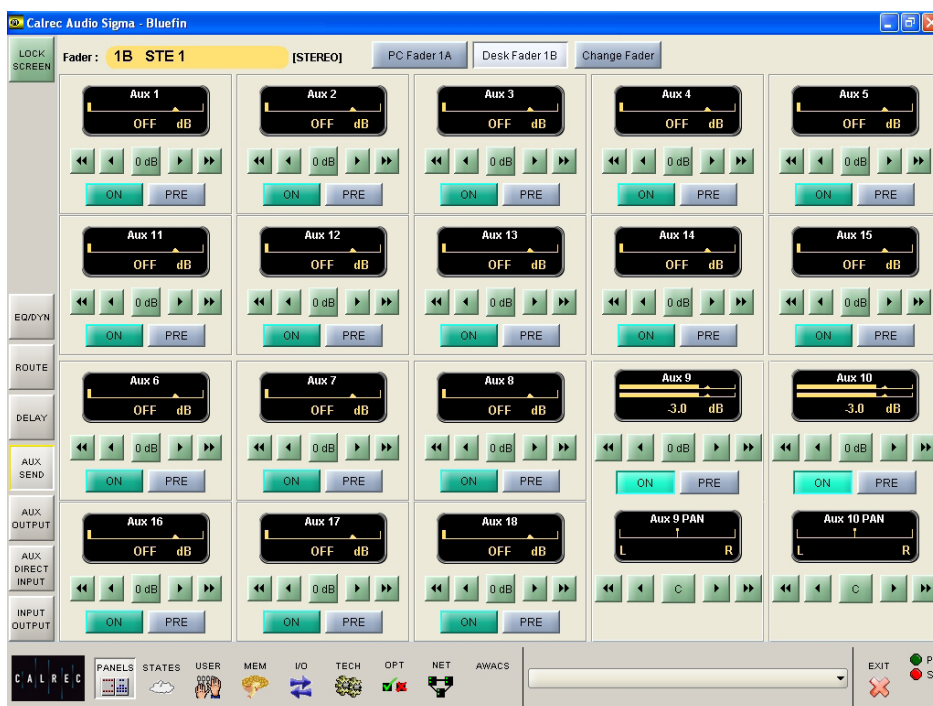 Calrec Audio Sigma - Bluefin
LOCK SCREEN
Fader : 1B STE 1 [STEREO] PC Fader 1A Desk Fader 1B Change Fader
Aux 1 Aux 2 Aux 3 Aux 4 Aux 5
OFF dB OFF dB OFF dB OFF dB OFF dB
0 dB 0 dB 0 dB 0 dB 0 dB
ON PRE ON PRE ON PRE ON PRE ON PRE
Aux 11 Aux 12 Aux 13 Aux 14 Aux 15
OFF dB OFF dB OFF dB OFF dB OFF dB
0 dB 0 dB 0 dB 0 dB 0 dB
ON PRE ON PRE ON PRE ON PRE ON PRE
Aux 6 Aux 7 Aux 8 Aux 9 Aux 10
OFF dB OFF dB OFF dB -3.0 dB -3.0 dB
0 dB 0 dB 0 dB 0 dB 0 dB
ON PRE ON PRE ON PRE ON PRE ON PRE
Aux 16 Aux 17 Aux 18 Aux 9 PAN Aux 10 PAN
OFF dB OFF dB OFF dB L R L R
0 dB 0 dB 0 dB C C
ON PRE ON PRE ON PRE
EQ/DYN
ROUTE
DELAY
AUX
SEND
AUX
OUTPUT
AUX
DIRECT
INPUT
INPUT
OUTPUT
CALREC PANELS STATES USER MEM I/O TECH OPT NET AWACS EXIT P
S